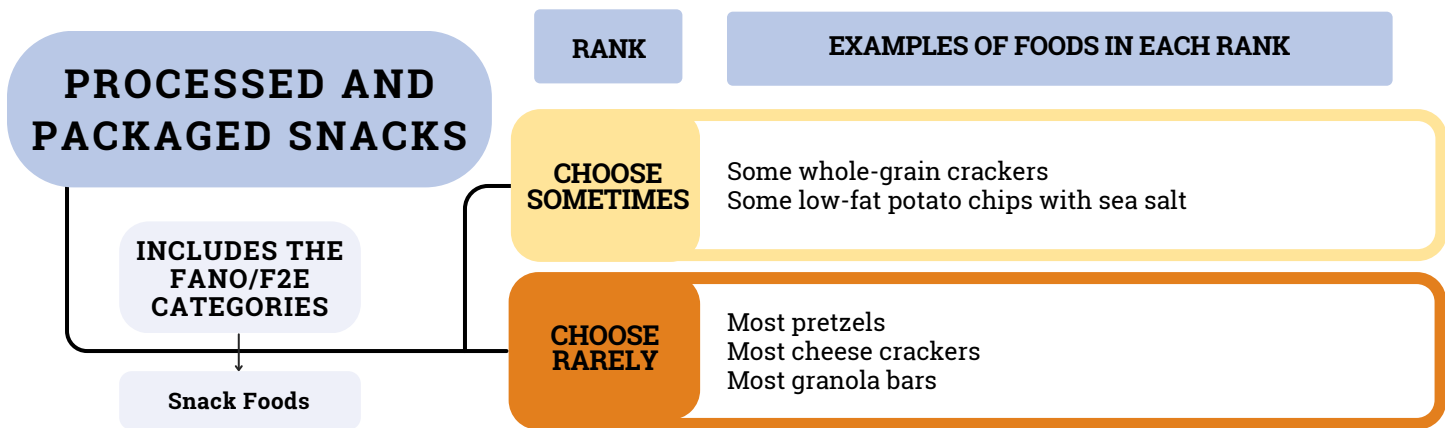 PROCESSED AND
PACKAGED SNACKS
INCLUDES THE
FANO/F2E
CATEGORIES
Snack Foods
RANK
EXAMPLES OF FOODS IN EACH RANK
CHOOSE
SOMETIMES
Some whole-grain crackers
Some low-fat potato chips with sea salt
CHOOSE
RARELY
Most pretzels
Most cheese crackers
Most granola bars